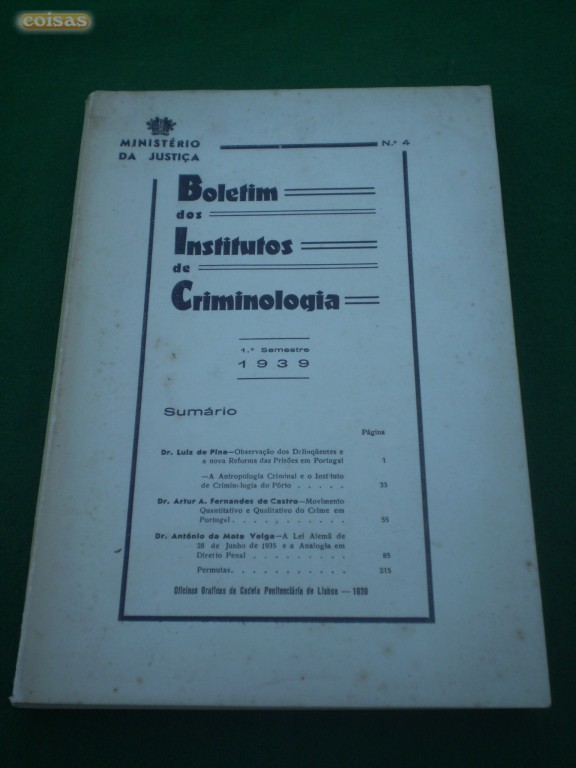 coisas
MINISTÉRIO
DA JUSTIÇA
N.º 4
Boletim
dos
Institutos
de
Criminologia
1.º Semestre
1939
Sumário
Página
Dr. Luiz de Pina—Observação dos Delinqüentes e
a nova Reforma das Prisões em Portugal 1
—A Antropologia Criminal e o Instituto
de Criminologia do Pôrto . . . . . 33
Dr. Artur A. Fernandes de Castro—Movimento
Quantitativo e Qualitativo do Crime em
Portugal . . . . . . . . . . . 55
Dr. António da Mota Veiga—A Lei Alemã de
28 de Junho de 1935 e a Analogia em
Direito Penal . . . . . . . . . 85
Permutas. . . . . . . . . . . 215
Oficinas Gráficas da Cadeia Penitenciária de Lisboa — 1939